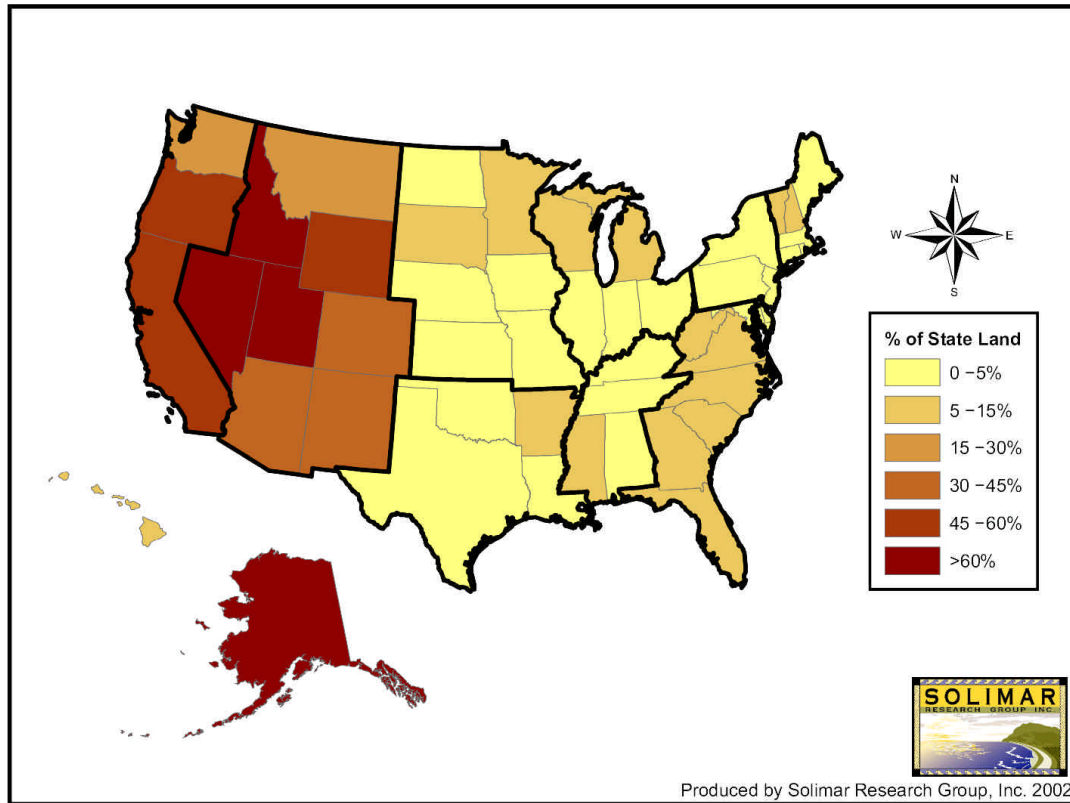 N
W
E
S
% of State Land
0 –5%
5 –15%
15 –30%
30 –45%
45 –60%
>60%
SOLIMAR
RESEARCH GROUP INC
Produced by Solimar Research Group, Inc. 2002